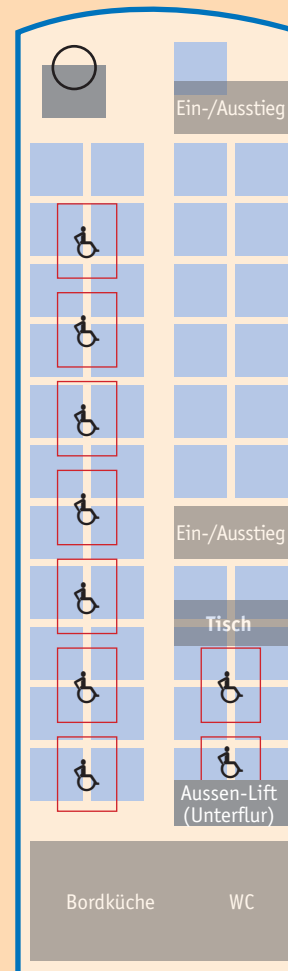 Ein-/Ausstieg
Ein-/Ausstieg
Tisch
Aussen-Lift
(Unterflur)
Bordküche WC